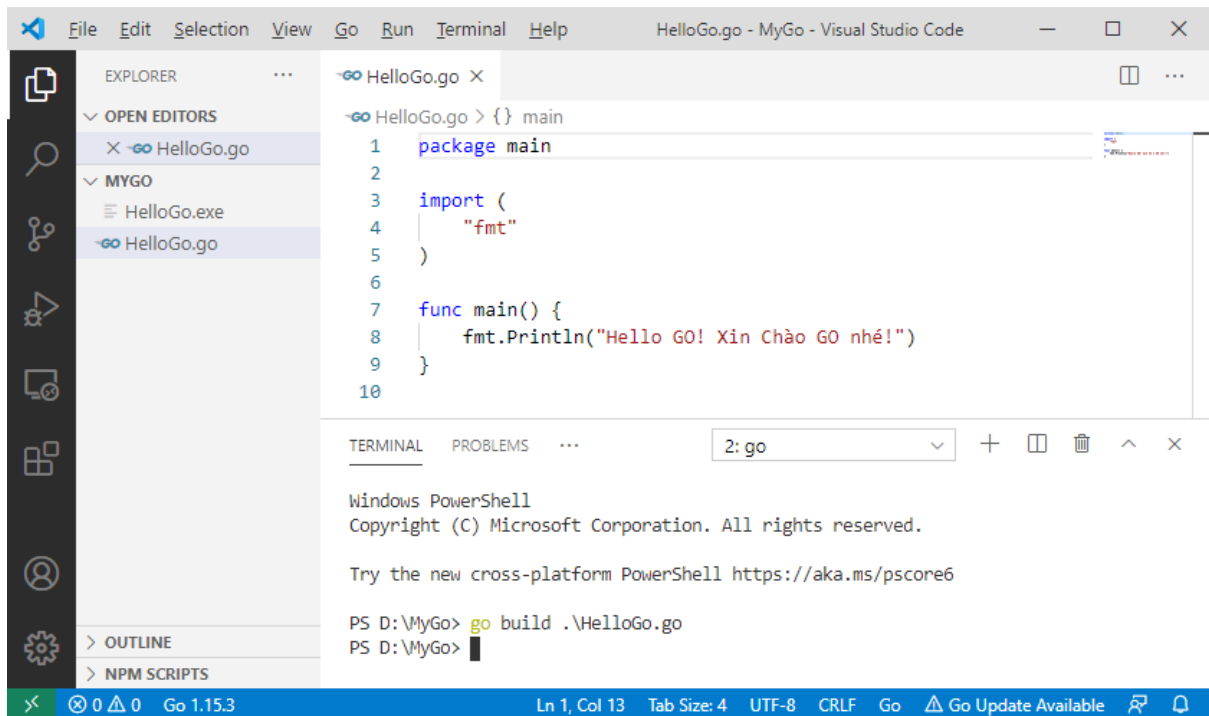 File Edit Selection View Go Run Terminal Help HelloGo.go - MyGo - Visual Studio Code
EXPLORER
OPEN EDITORS
GO HelloGo.go
MYGO
HelloGo.exe
GO HelloGo.go
OUTLINE
NPM SCRIPTS
GO HelloGo.go
GO HelloGo.go > {} main
1 package main
2
3 import (
4 "fmt"
5 )
6
7 func main() {
8 fmt.Println("Hello GO! Xin Chào GO nhé!")
9 }
10
TERMINAL PROBLEMS ··· 2: go
Windows PowerShell
Copyright (C) Microsoft Corporation. All rights reserved.
Try the new cross-platform PowerShell https://aka.ms/pscore6
PS D:\MyGo> go build .\HelloGo.go
PS D:\MyGo>
0 0 Go 1.15.3 Ln 1, Col 13 Tab Size: 4 UTF-8 CRLF Go Go Update Available